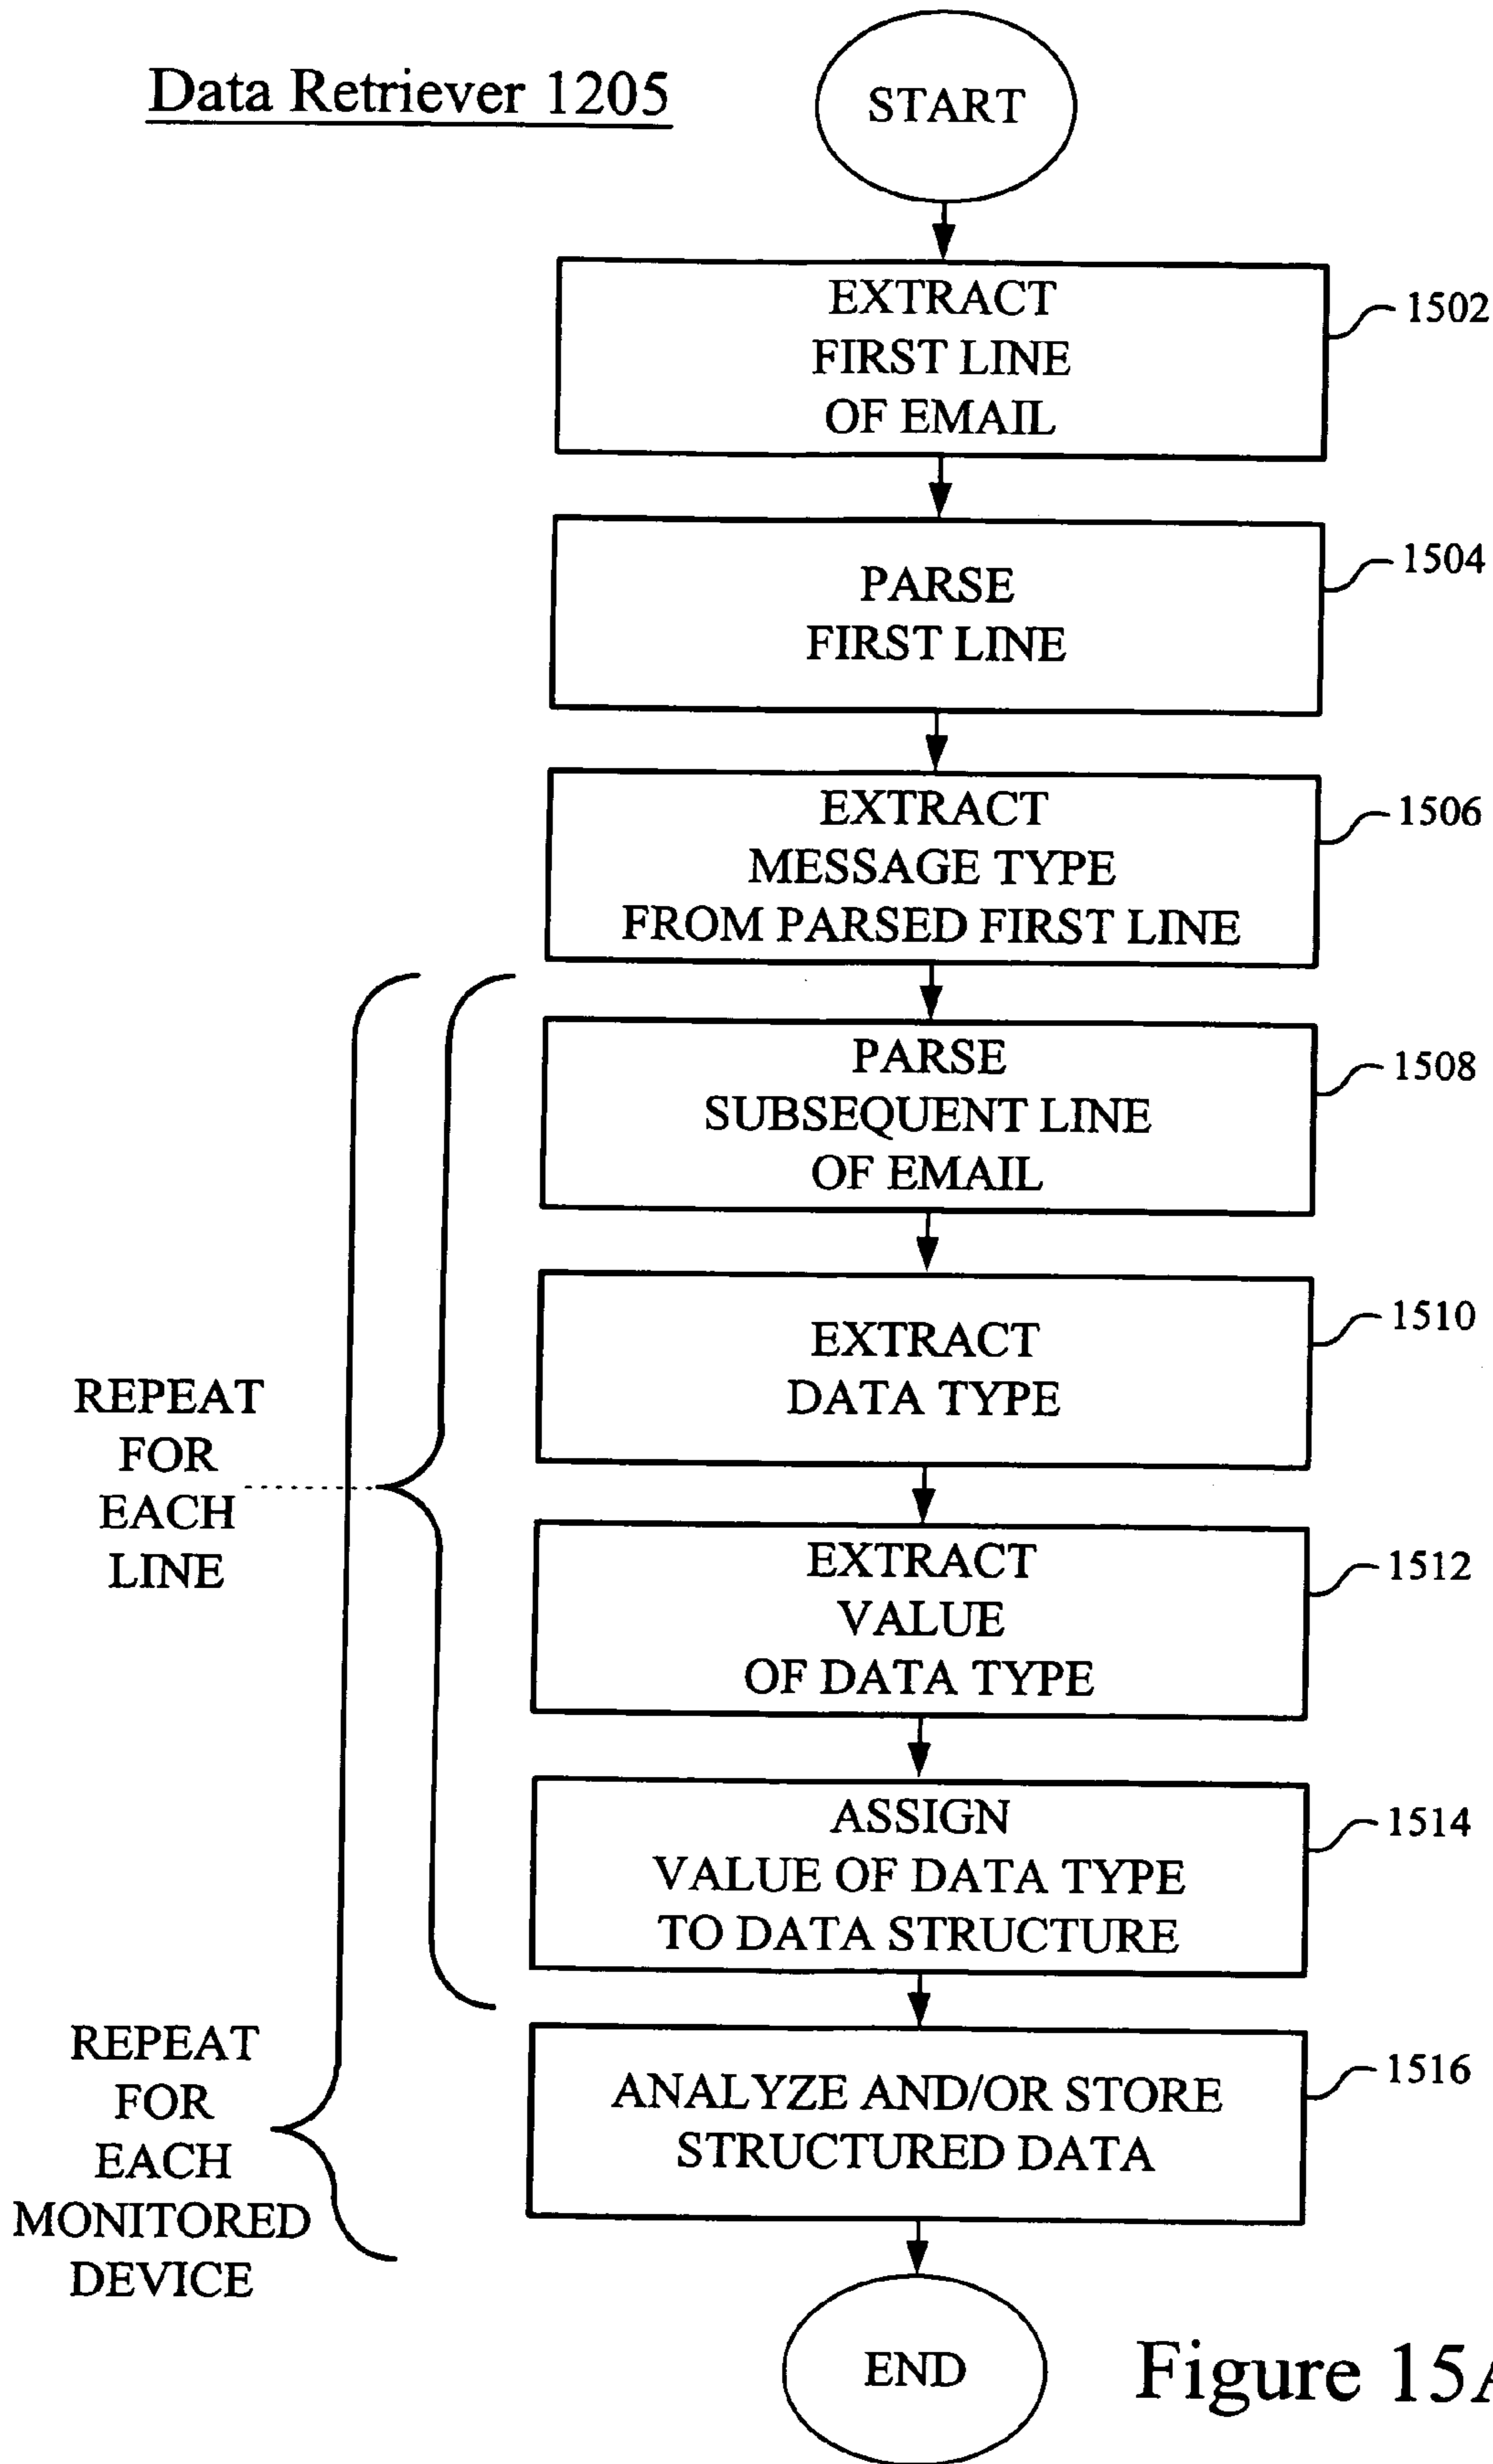 Data Retriever 1205
START
EXTRACT
FIRST LINE
OF EMAIL
1502
PARSE
FIRST LINE
1504
EXTRACT
MESSAGE TYPE
FROM PARSED FIRST LINE
1506
PARSE
SUBSEQUENT LINE
OF EMAIL
1508
EXTRACT
DATA TYPE
1510
REPEAT
FOR
EACH
LINE
EXTRACT
VALUE
OF DATA TYPE
1512
ASSIGN
VALUE OF DATA TYPE
TO DATA STRUCTURE
1514
REPEAT
FOR
EACH
MONITORED
DEVICE
ANALYZE AND/OR STORE
STRUCTURED DATA
1516
END
Figure 15A